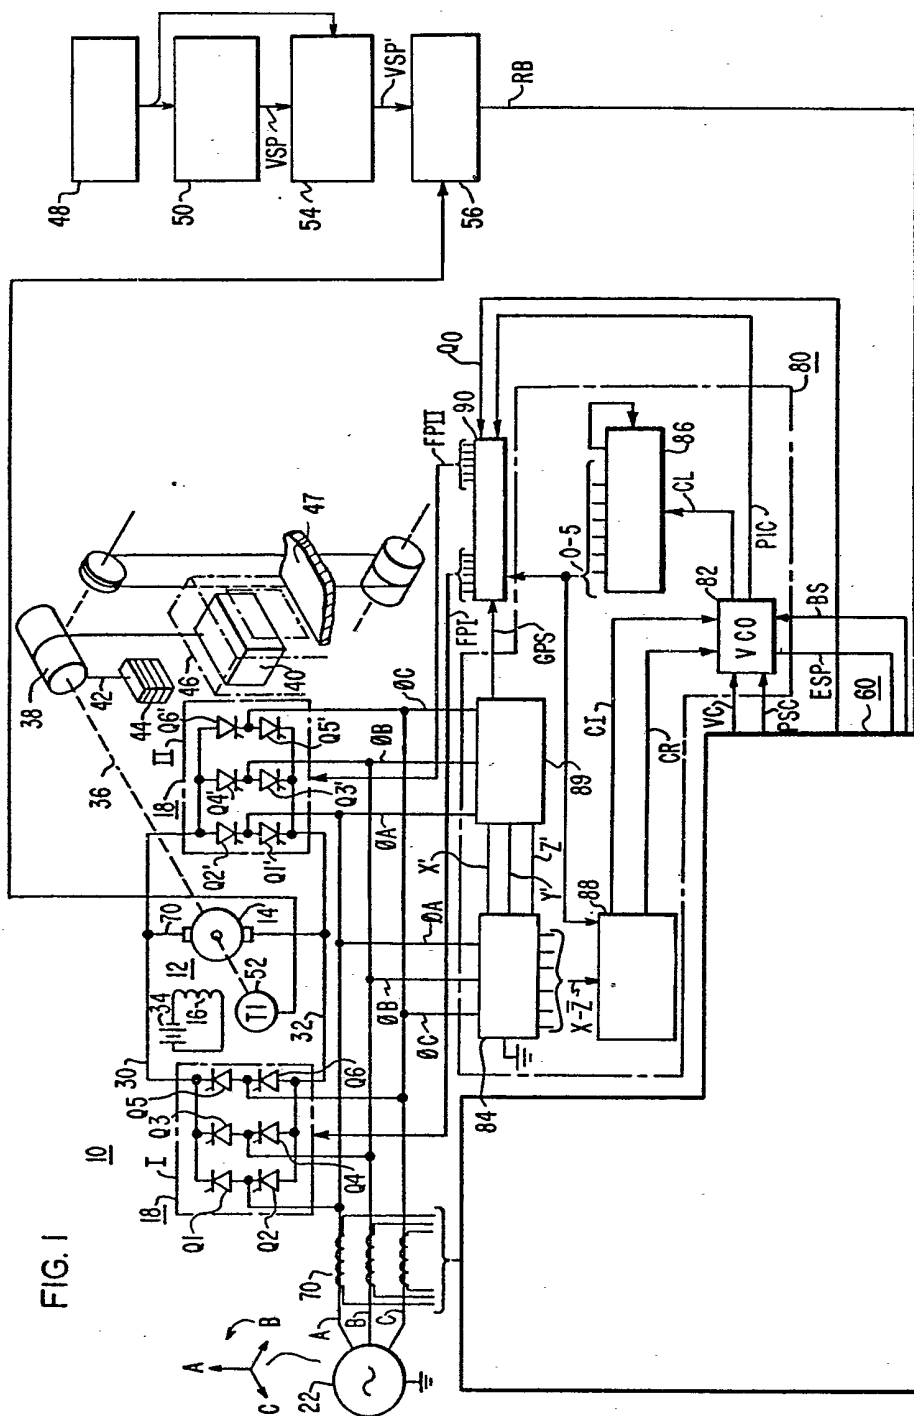 FIG. 1
10
18
I
Q1
Q2
Q3
Q4
Q5
Q6
30
32
34
16
12
70
14
T1
52
36
38
42
44
46
40
47
18
II
Q2'
Q1'
Q4'
Q3'
Q6'
Q5'
A
B
C
22
A
B
C
70
ØA
ØB
ØC
ØA
ØB
ØC
X'
Y'
Z'
84
X-Z̅
88
89
GPS
FPI
FPII
90
Q0
0-5
86
CL
82
VCO
CI
CR
VC
PSC
ESP
BS
PIC
80
60
48
50
VSP
54
VSP'
56
RB